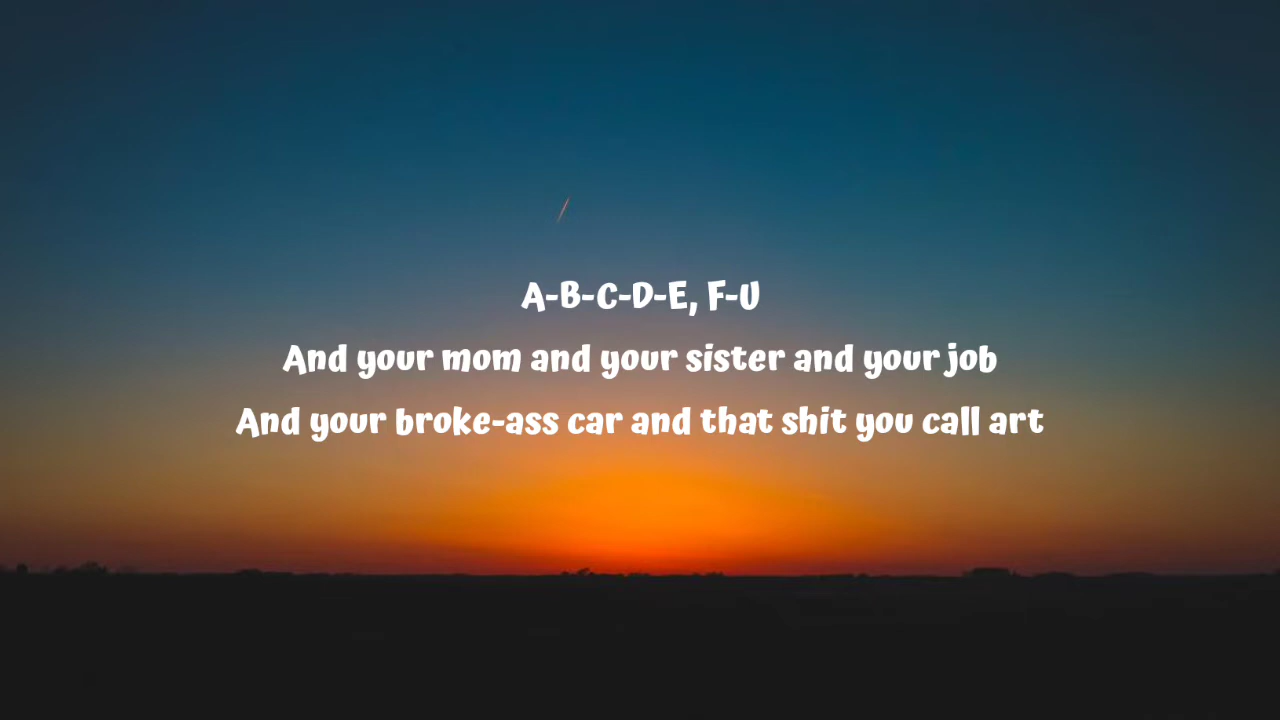 A-B-C-D-E, F-U
And your mom and your sister and your job
And your broke-ass car and that shit you call art